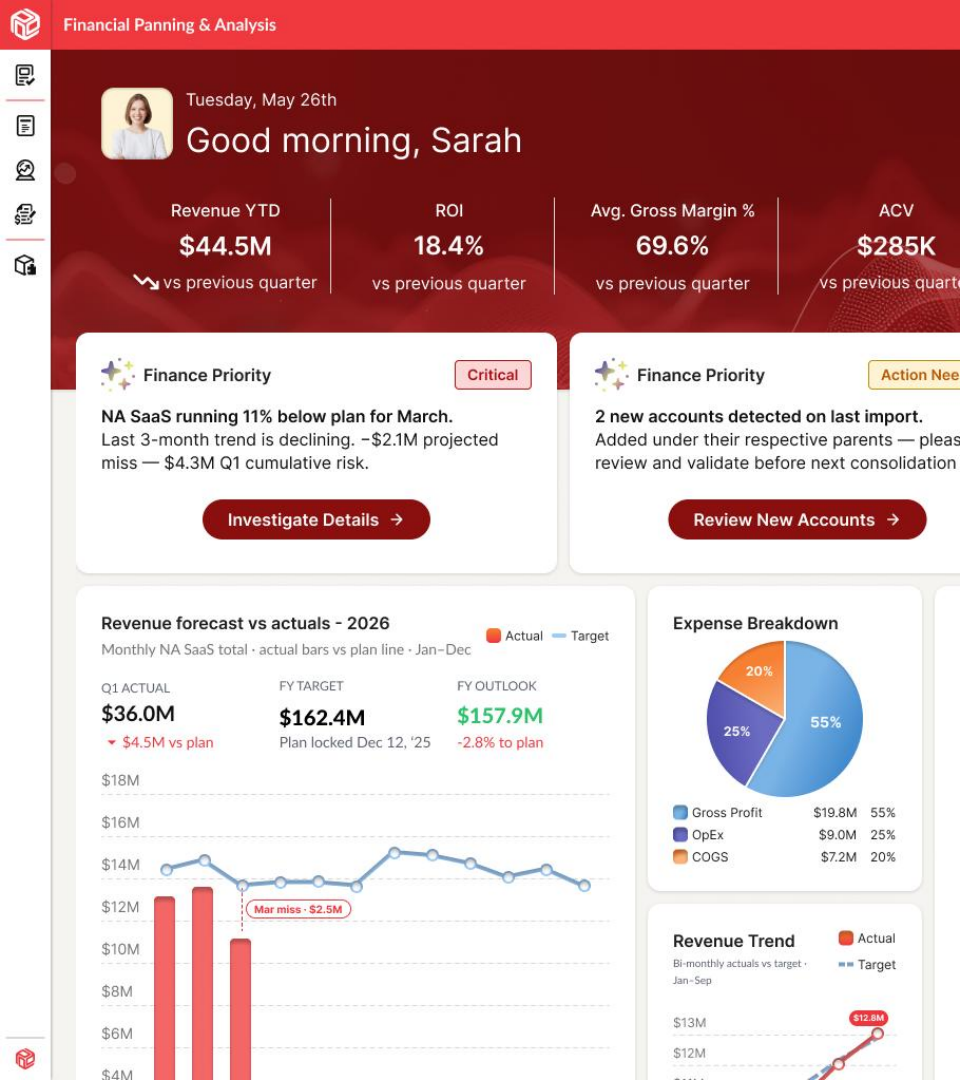 Financial Panning & Analysis
Tuesday, May 26th
Good morning, Sarah
Revenue YTD
$44.5M
vs previous quarter
ROI
18.4%
vs previous quarter
Avg. Gross Margin %
69.6%
vs previous quarter
ACV
$285K
vs previous quarte
Finance Priority
Critical
NA SaaS running 11% below plan for March.
Last 3-month trend is declining. −$2.1M projected
miss — $4.3M Q1 cumulative risk.
Investigate Details →
Finance Priority
Action Nee
2 new accounts detected on last import.
Added under their respective parents — pleas
review and validate before next consolidation
Review New Accounts →
Revenue forecast vs actuals - 2026
Monthly NA SaaS total · actual bars vs plan line · Jan–Dec
Actual
Target
Q1 ACTUAL
$36.0M
$4.5M vs plan
FY TARGET
$162.4M
Plan locked Dec 12, ‘25
FY OUTLOOK
$157.9M
-2.8% to plan
$18M
$16M
$14M
$12M
$10M
$8M
$6M
$4M
Mar miss · $2.5M
Expense Breakdown
20%
55%
25%
Gross Profit $19.8M 55%
OpEx $9.0M 25%
COGS $7.2M 20%
Revenue Trend
Bi-monthly actuals vs target ·
Jan–Sep
Actual
Target
$12.8M
$13M
$12M